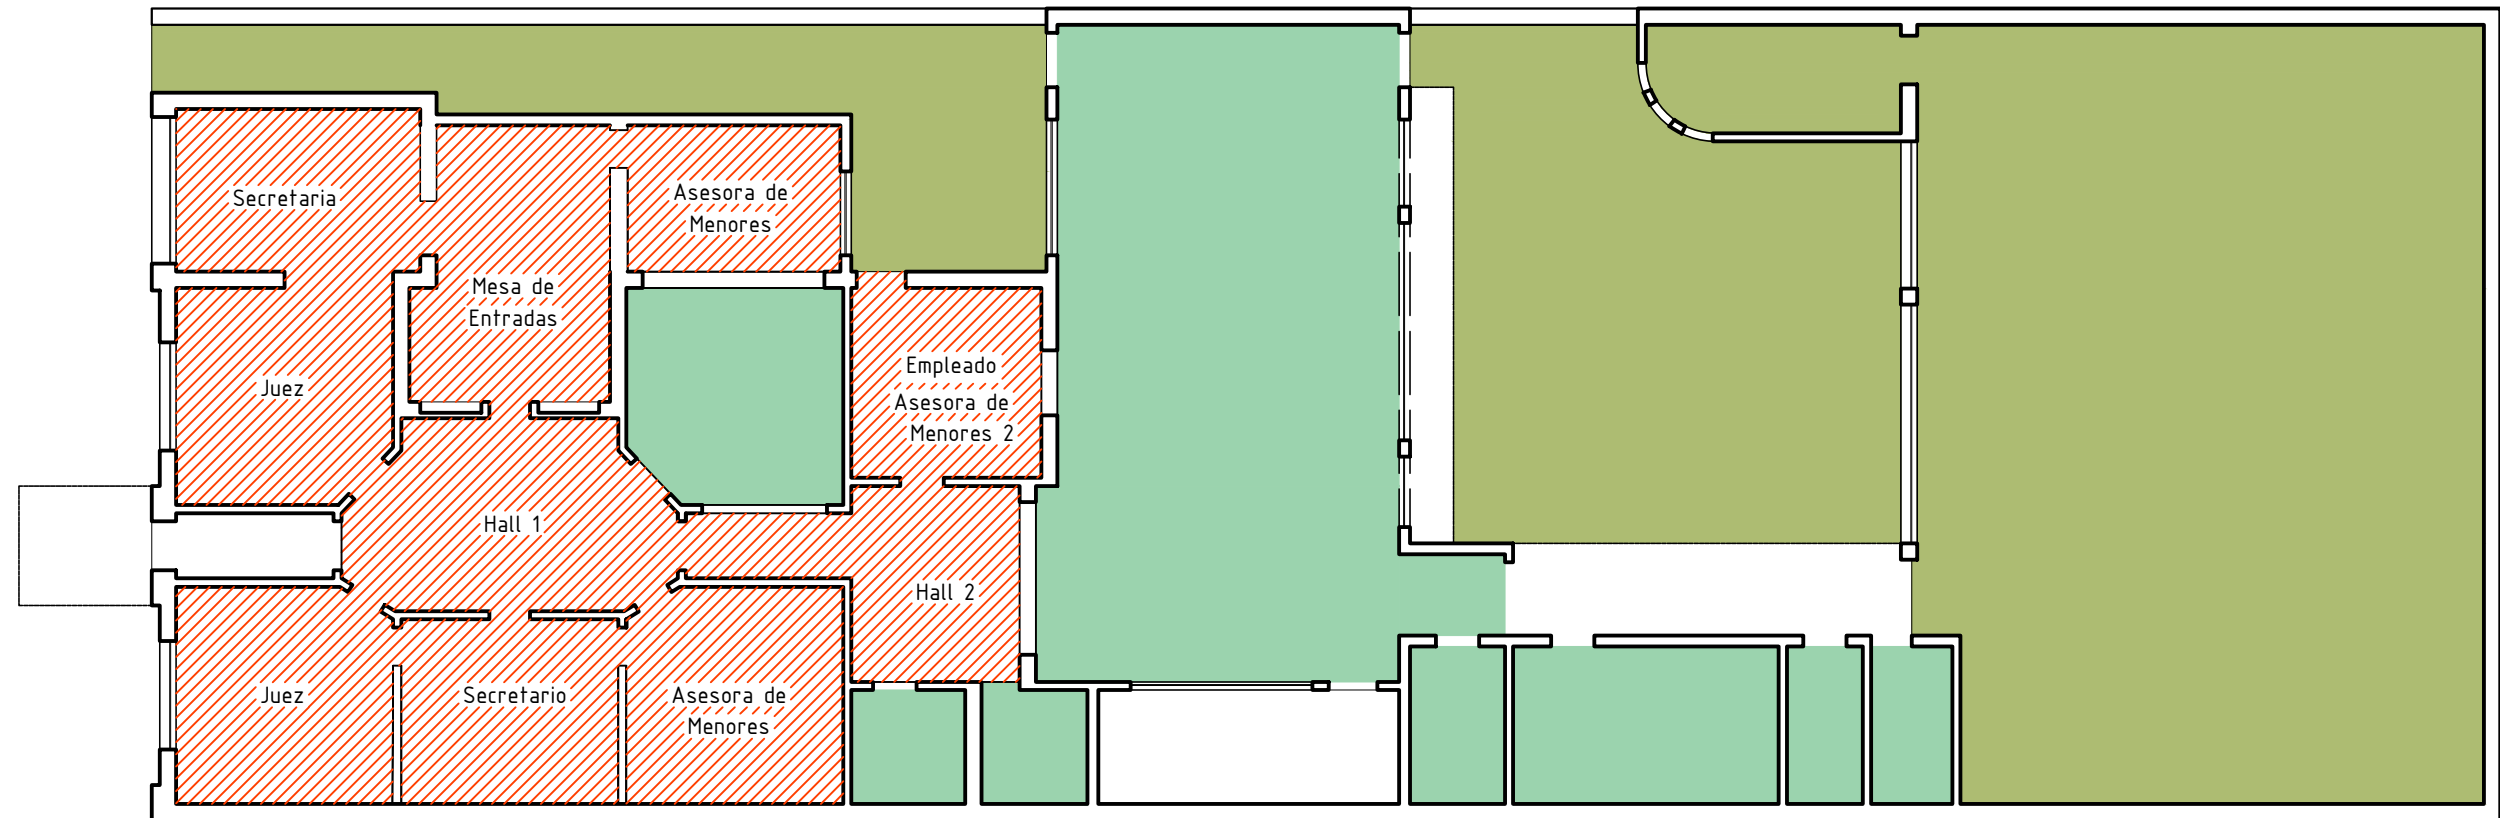 Secretaria
Asesora de
Menores
Mesa de
Entradas
Juez
Empleado
Asesora de
Menores 2
Hall 1
Hall 2
Juez
Secretario
Asesora de
Menores